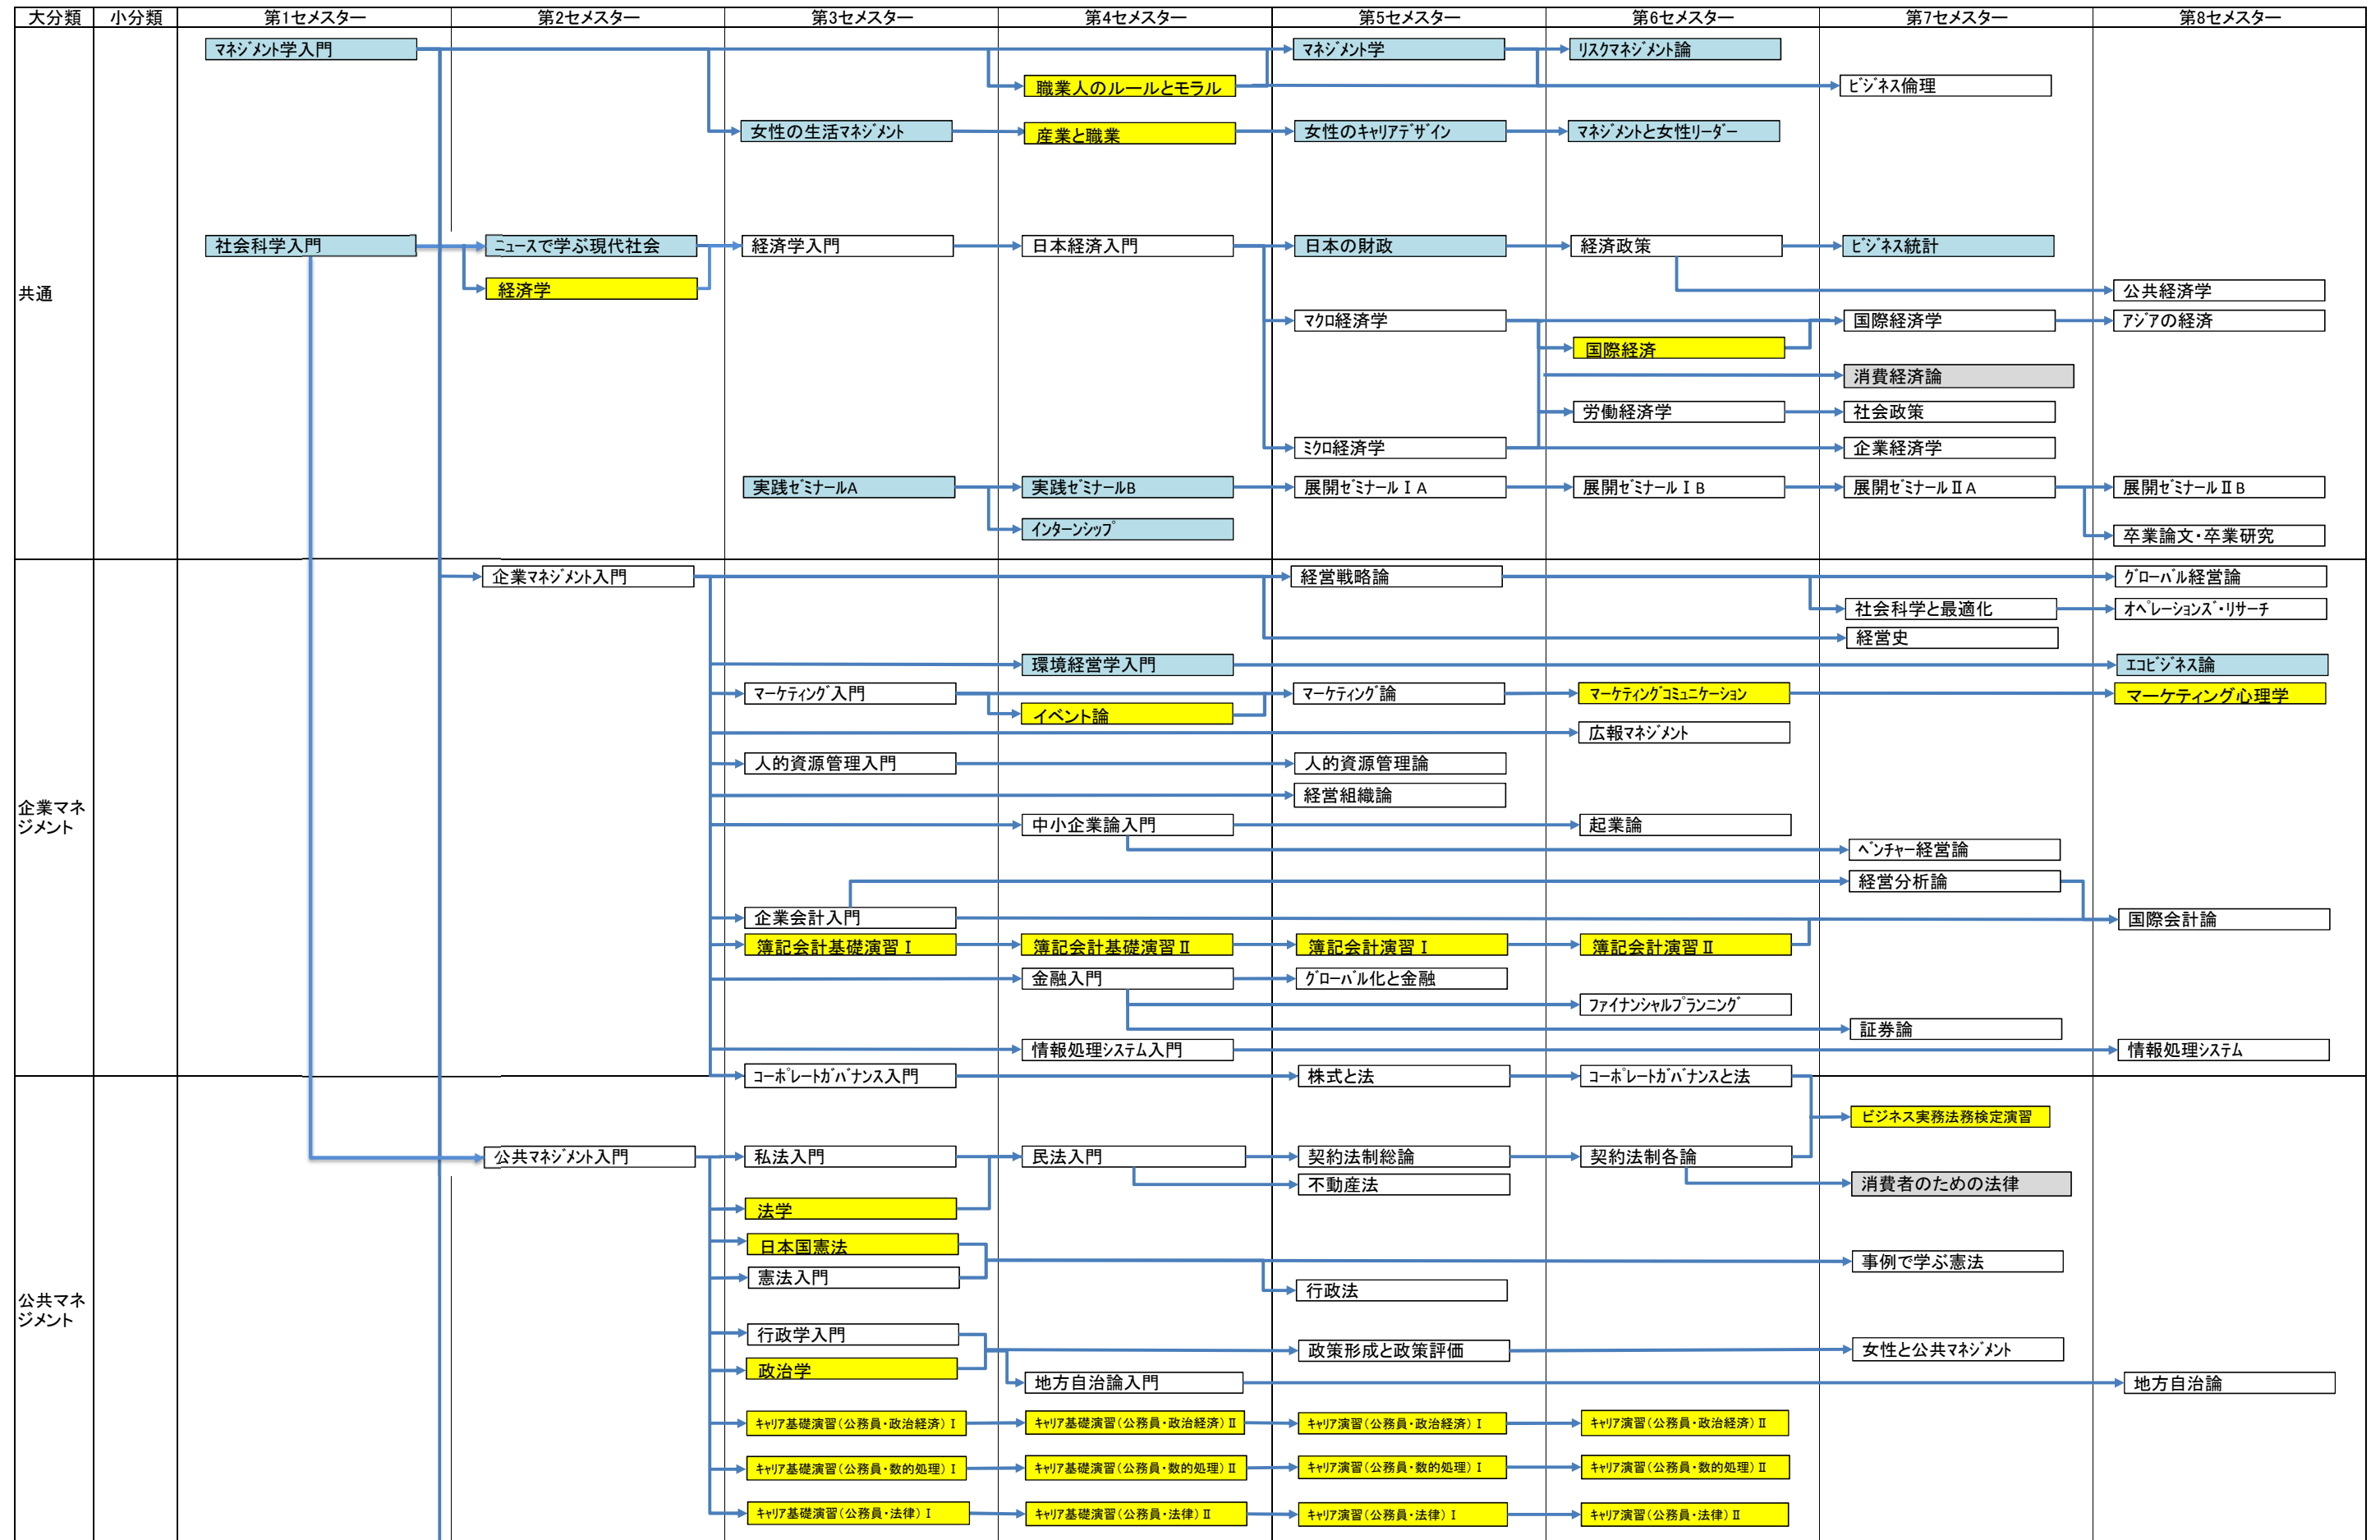 大分類 小分類 第1セメスター 第2セメスター 第3セメスター 第4セメスター 第5セメスター 第6セメスター 第7セメスター 第8セメスター
マネジメント学入門 マネジメント学 リスクマネジメント論
職業人のルールとモラル ビジネス倫理
女性の生活マネジメント 産業と職業 女性のキャリアデザイン マネジメントと女性リーダー
社会科学入門 ニュースで学ぶ現代社会 経済学入門 日本経済入門 日本の財政 経済政策 ビジネス統計
共通 経済学 公共経済学
マクロ経済学 国際経済学 アジアの経済
国際経済
消費経済論
労働経済学 社会政策
ミクロ経済学 企業経済学
実践ゼミナールA 実践ゼミナールB 展開ゼミナールⅠA 展開ゼミナールⅠB 展開ゼミナールⅡA 展開ゼミナールⅡB
インターンシップ 卒業論文・卒業研究
企業マネジメント入門 経営戦略論 グローバル経営論
社会科学と最適化 オペレーションズ・リサーチ
経営史
環境経営学入門 エコビジネス論
マーケティング入門 マーケティング論 マーケティングコミュニケーション マーケティング心理学
イベント論
広報マネジメント
人的資源管理入門 人的資源管理論
経営組織論
企業マネ
ジメント
中小企業論入門 起業論
ベンチャー経営論
経営分析論
企業会計入門 国際会計論
簿記会計基礎演習Ⅰ 簿記会計基礎演習Ⅱ 簿記会計演習Ⅰ 簿記会計演習Ⅱ
金融入門 グローバル化と金融
ファイナンシャルプランニング
証券論
情報処理システム入門 情報処理システム
コーポレートガバナンス入門 株式と法 コーポレートガバナンスと法
ビジネス実務法務検定演習
公共マネジメント入門 私法入門 民法入門 契約法制総論 契約法制各論
不動産法 消費者のための法律
法学
日本国憲法
事例で学ぶ憲法
憲法入門
行政法
公共マネ
ジメント
行政学入門
政策形成と政策評価 女性と公共マネジメント
政治学
地方自治論入門 地方自治論
キャリア基礎演習(公務員・政治経済)Ⅰ キャリア基礎演習(公務員・政治経済)Ⅱ キャリア演習(公務員・政治経済)Ⅰ キャリア演習(公務員・政治経済)Ⅱ
キャリア基礎演習(公務員・数的処理)Ⅰ キャリア基礎演習(公務員・数的処理)Ⅱ キャリア演習(公務員・数的処理)Ⅰ キャリア演習(公務員・数的処理)Ⅱ
キャリア基礎演習(公務員・法律)Ⅰ キャリア基礎演習(公務員・法律)Ⅱ キャリア演習(公務員・法律)Ⅰ キャリア演習(公務員・法律)Ⅱ